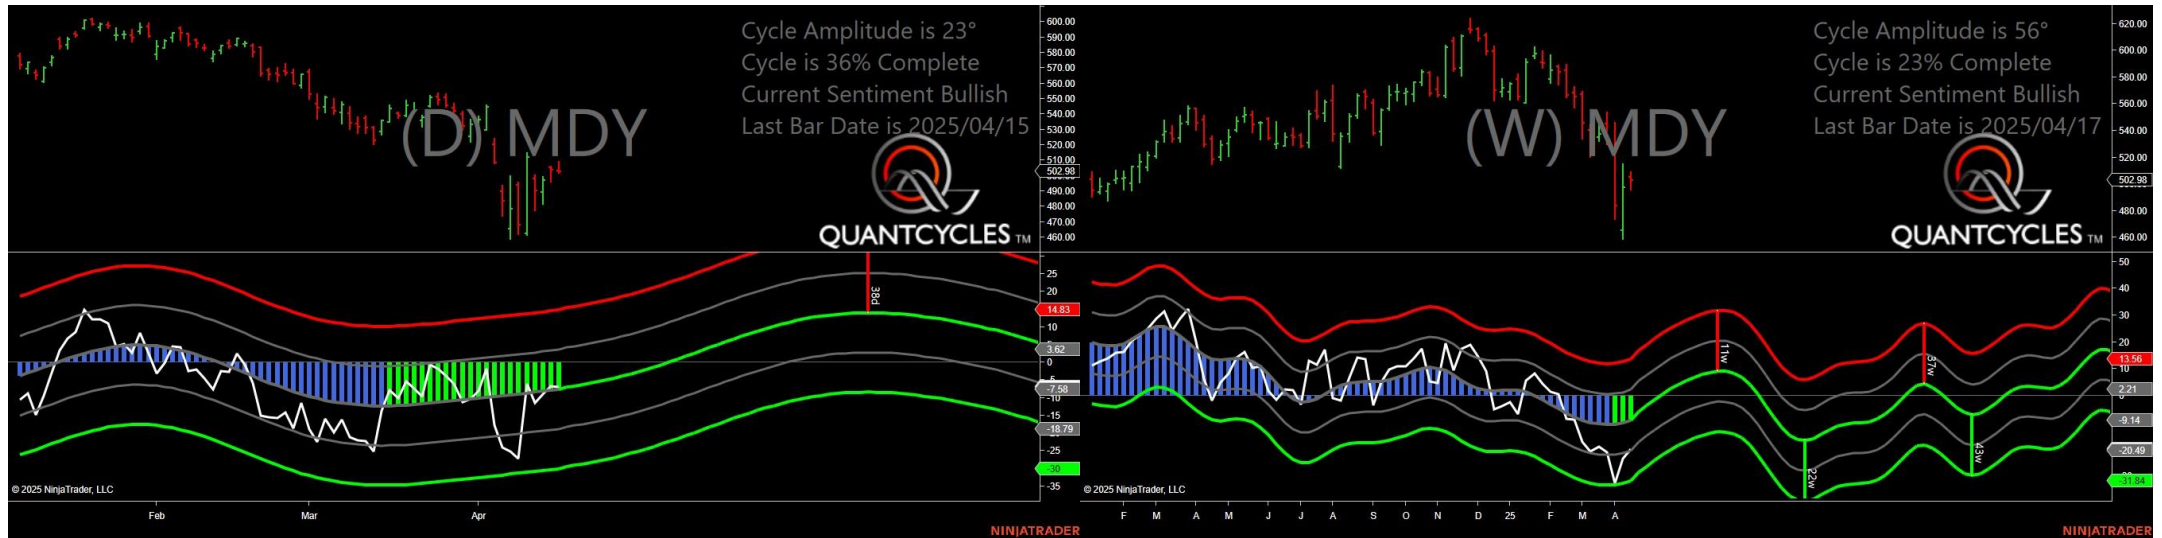 Cycle Amplitude is 23°
Cycle is 36% Complete
Current Sentiment Bullish
Last Bar Date is 2025/04/15
(D) MDY
QUANTCYCLES TM
600.00
590.00
580.00
570.00
560.00
550.00
540.00
530.00
520.00
510.00
502.98
490.00
480.00
470.00
460.00
38d
25
20
14.83
10
3.62
0
-7.58
-10
-15
-18.79
-25
-30
-35
© 2025 NinjaTrader, LLC
Feb
Mar
Apr
NINJATRADER
Cycle Amplitude is 56°
Cycle is 23% Complete
Current Sentiment Bullish
Last Bar Date is 2025/04/17
(W) MDY
QUANTCYCLES TM
620.00
600.00
580.00
560.00
540.00
520.00
502.98
480.00
460.00
11w
22w
37w
43w
50
40
30
20
13.56
10
2.21
-9.14
-20.49
-31.84
© 2025 NinjaTrader, LLC
F M A M J J A S O N D 25 F M A
NINJATRADER